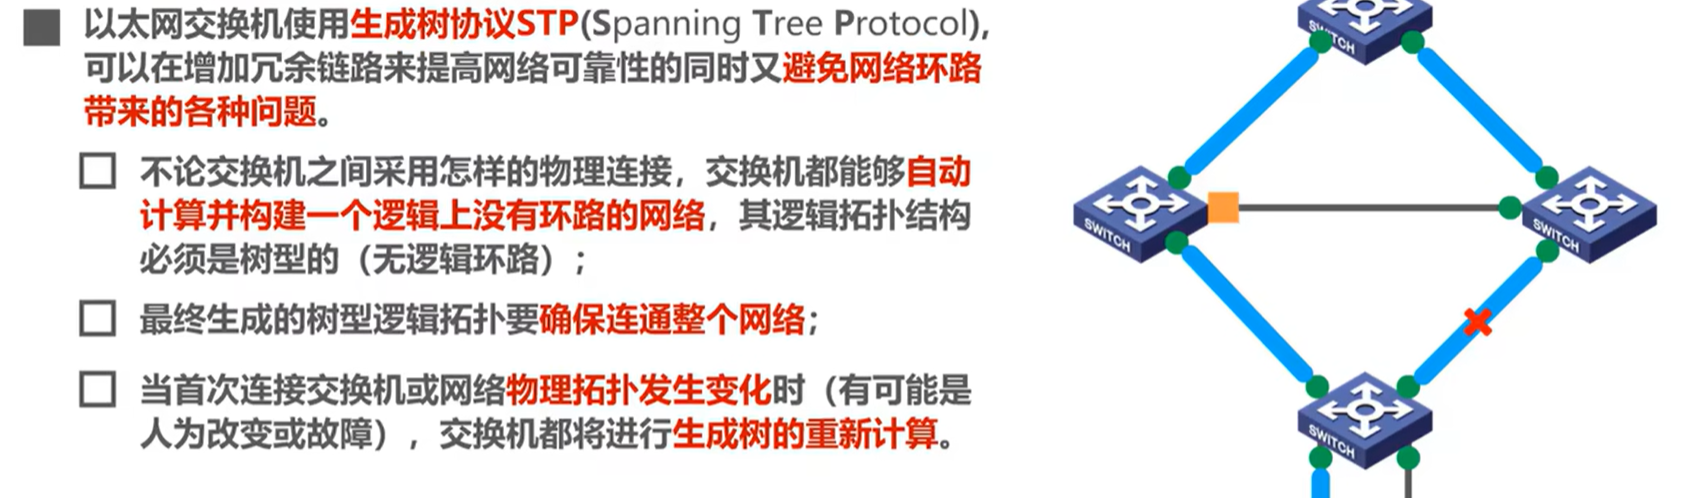 以太网交换机使用生成树协议STP(Spanning Tree Protocol),
可以在增加冗余链路来提高网络可靠性的同时又避免网络环路
带来的各种问题。
不论交换机之间采用怎样的物理连接，交换机都能够自动
计算并构建一个逻辑上没有环路的网络，其逻辑拓扑结构
必须是树型的（无逻辑环路）；
最终生成的树型逻辑拓扑要确保连通整个网络；
当首次连接交换机或网络物理拓扑发生变化时（有可能是
人为改变或故障），交换机都将进行生成树的重新计算。
SWITCH
SWITCH
SWITCH